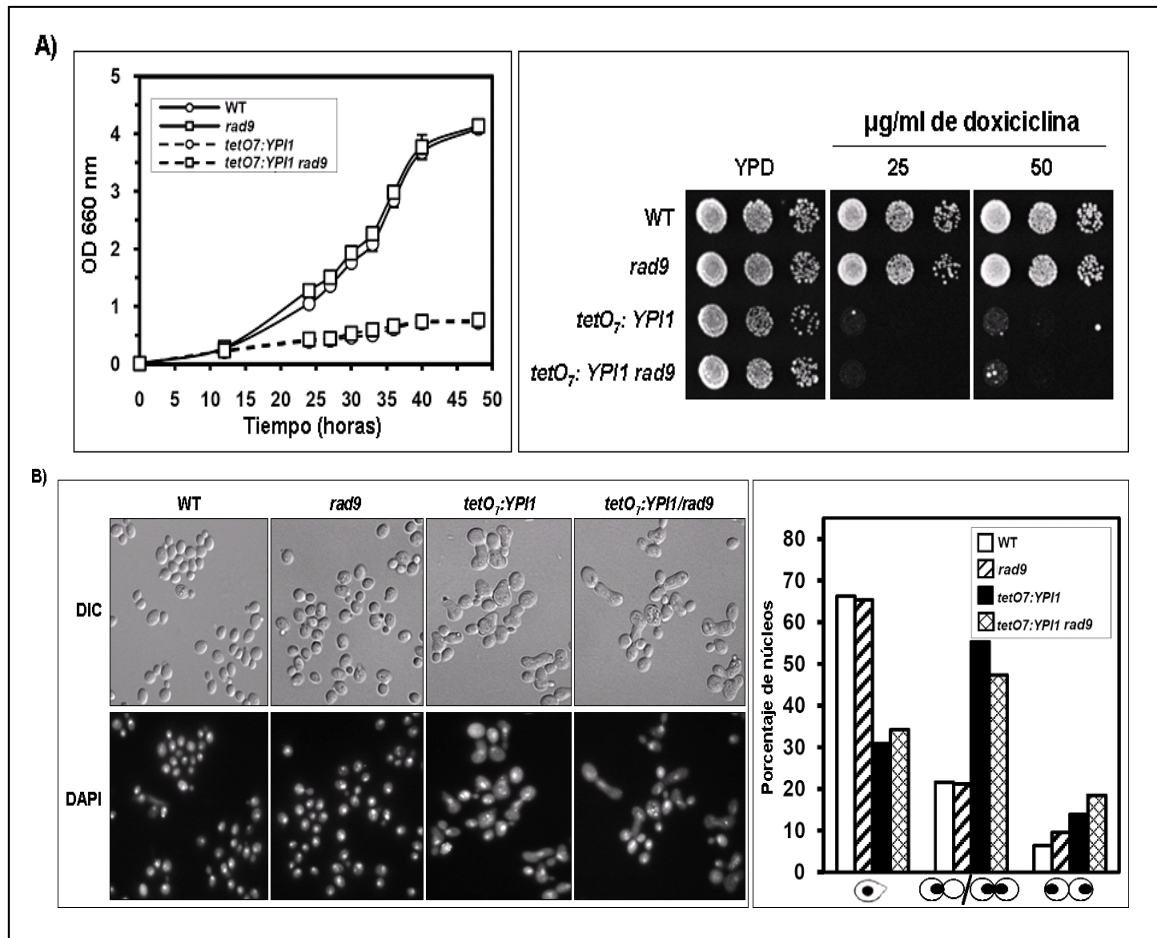 A)
5
4
3
2
1
0
OD 660 nm
WT
rad9
tetO7:YPI1
tetO7:YPI1 rad9
0 5 10 15 20 25 30 35 40 45 50
Tiempo (horas)
µg/ml de doxiciclina
YPD 25 50
WT
rad9
tetO7: YPI1
tetO7: YPI1 rad9
B)
WT rad9 tetO7:YPI1 tetO7:YPI1/rad9
DIC
DAPI
80
70
60
50
40
30
20
10
0
Porcentaje de núcleos
WT
rad9
tetO7:YPI1
tetO7:YPI1 rad9
/